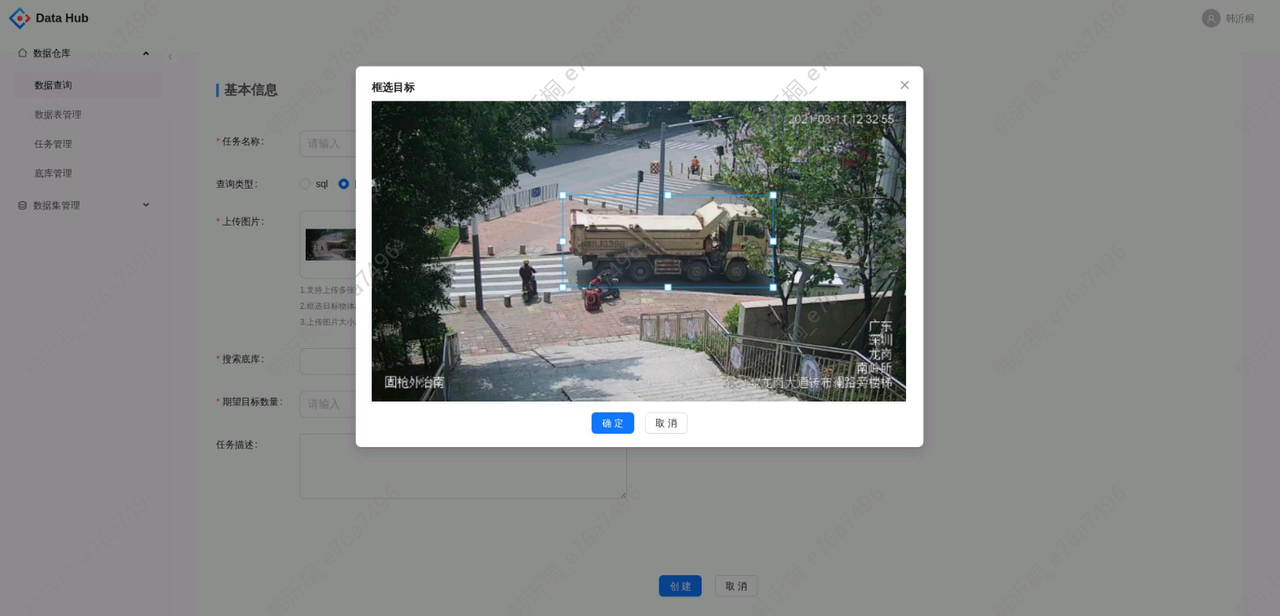 Data Hub
韩沂桐
数据仓库
数据查询
数据表管理
任务管理
底库管理
数据集管理
基本信息
* 任务名称:
请输入
查询类型:
sql
* 上传图片:
1.支持上传多张
2.框选目标物体
3.上传图片大小
* 搜索底库:
* 期望目标数量:
请输入
任务描述:
创 建
取 消
框选目标
2021-03-11 12:32:55
广东
深圳
龙岗
南岭所
固枪外治南
确 定
取 消